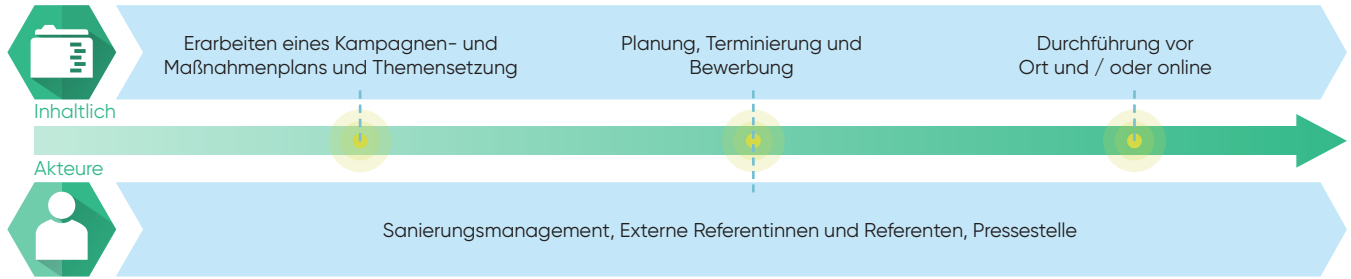 Erarbeiten eines Kampagnen- und
Maßnahmenplans und Themensetzung
Planung, Terminierung und
Bewerbung
Durchführung vor
Ort und / oder online
Inhaltlich
Akteure
Sanierungsmanagement, Externe Referentinnen und Referenten, Pressestelle